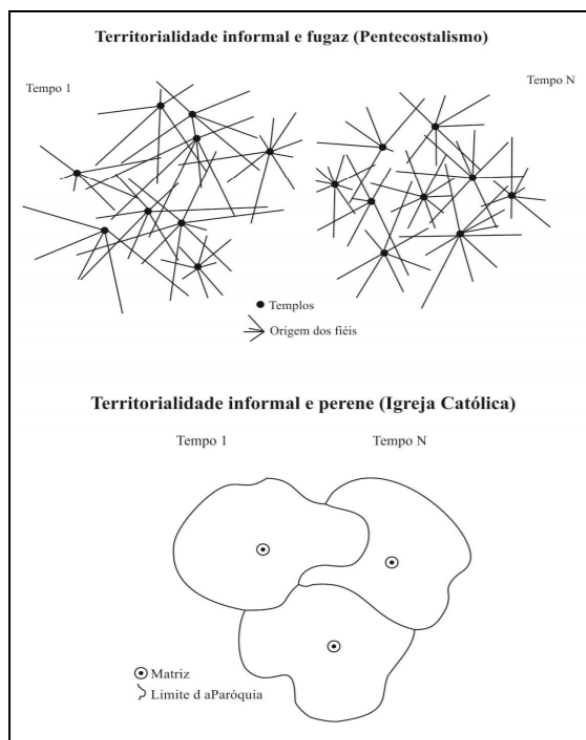 Territorialidade informal e fugaz (Pentecostalismo)
Tempo 1
Tempo N
Templos
Origem dos fiéis
Territorialidade informal e perene (Igreja Católica)
Tempo 1
Tempo N
Matriz
Limite d aParóquia